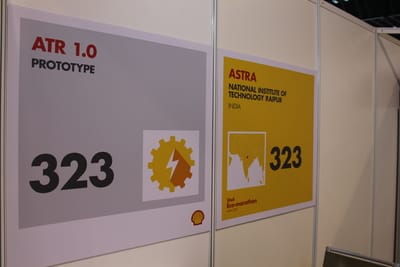 ATR 1.0
PROTOTYPE
323
ASTRA
NATIONAL INSTITUTE OF
TECHNOLOGY RAIPUR
INDIA
323
Shell
Eco-marathon